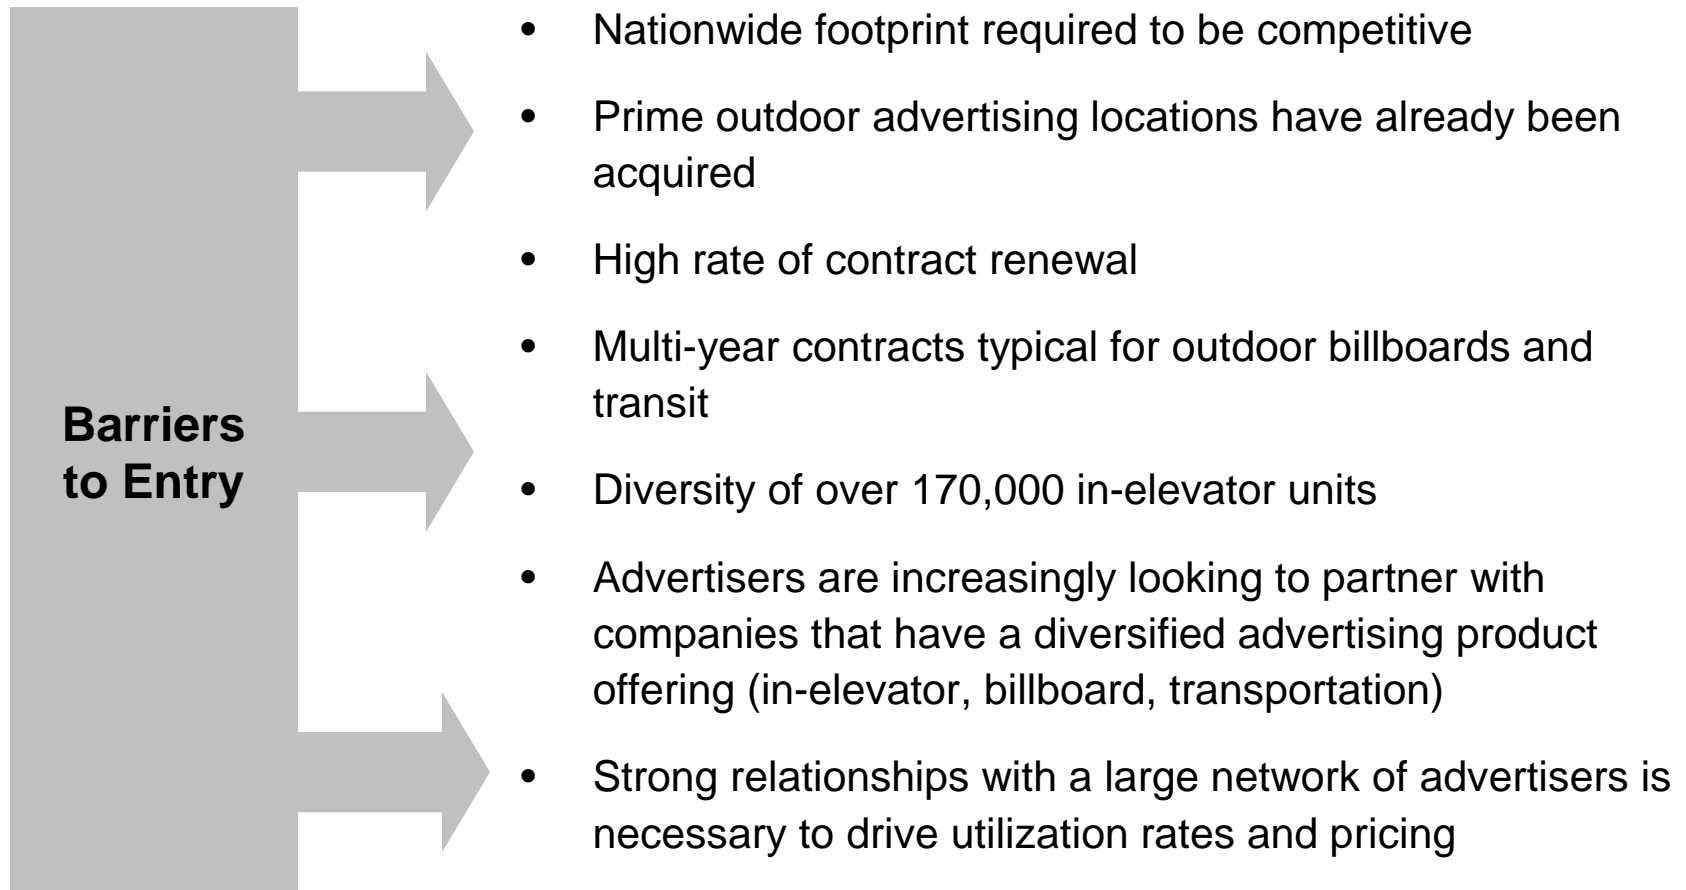 Barriers
to Entry
• Nationwide footprint required to be competitive
• Prime outdoor advertising locations have already been
acquired
• High rate of contract renewal
• Multi-year contracts typical for outdoor billboards and
transit
• Diversity of over 170,000 in-elevator units
• Advertisers are increasingly looking to partner with
companies that have a diversified advertising product
offering (in-elevator, billboard, transportation)
• Strong relationships with a large network of advertisers is
necessary to drive utilization rates and pricing